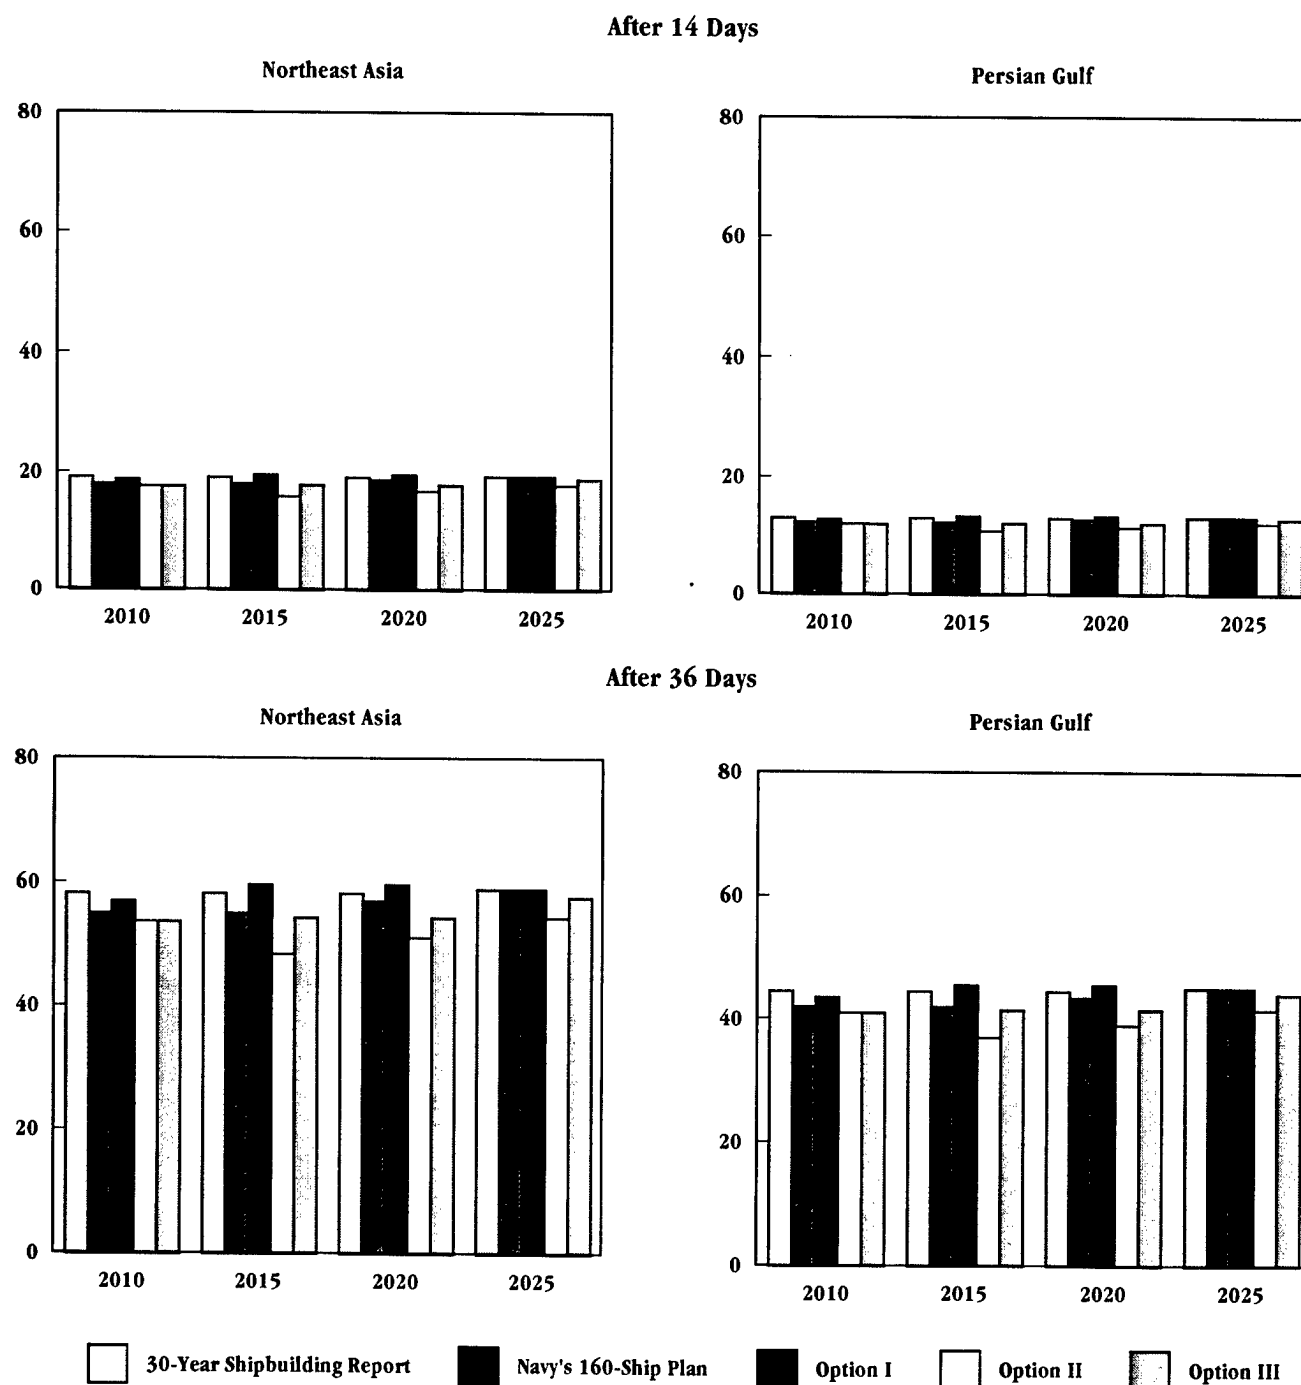 After 14 Days
Northeast Asia
Persian Gulf
80
60
40
20
0
2010 2015 2020 2025
80
60
40
20
0
2010 2015 2020 2025
After 36 Days
Northeast Asia
Persian Gulf
80
60
40
20
0
2010 2015 2020 2025
80
60
40
20
0
2010 2015 2020 2025
30-Year Shipbuilding Report Navy's 160-Ship Plan Option I Option II Option III